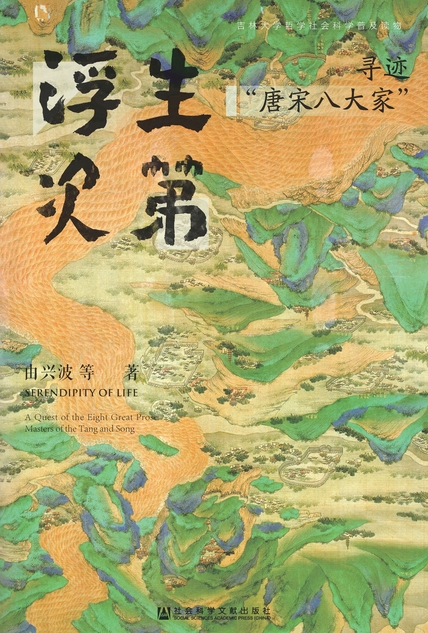 吉林大学哲学社会科学普及读物
浮生
次第
寻迹
“唐宋八大家”
由兴波 等 著
SERENDIPITY OF LIFE
A Quest of the Eight Great Prose
Masters of the Tang and Song
社会科学文献出版社
SOCIAL SCIENCES ACADEMIC PRESS (CHINA)